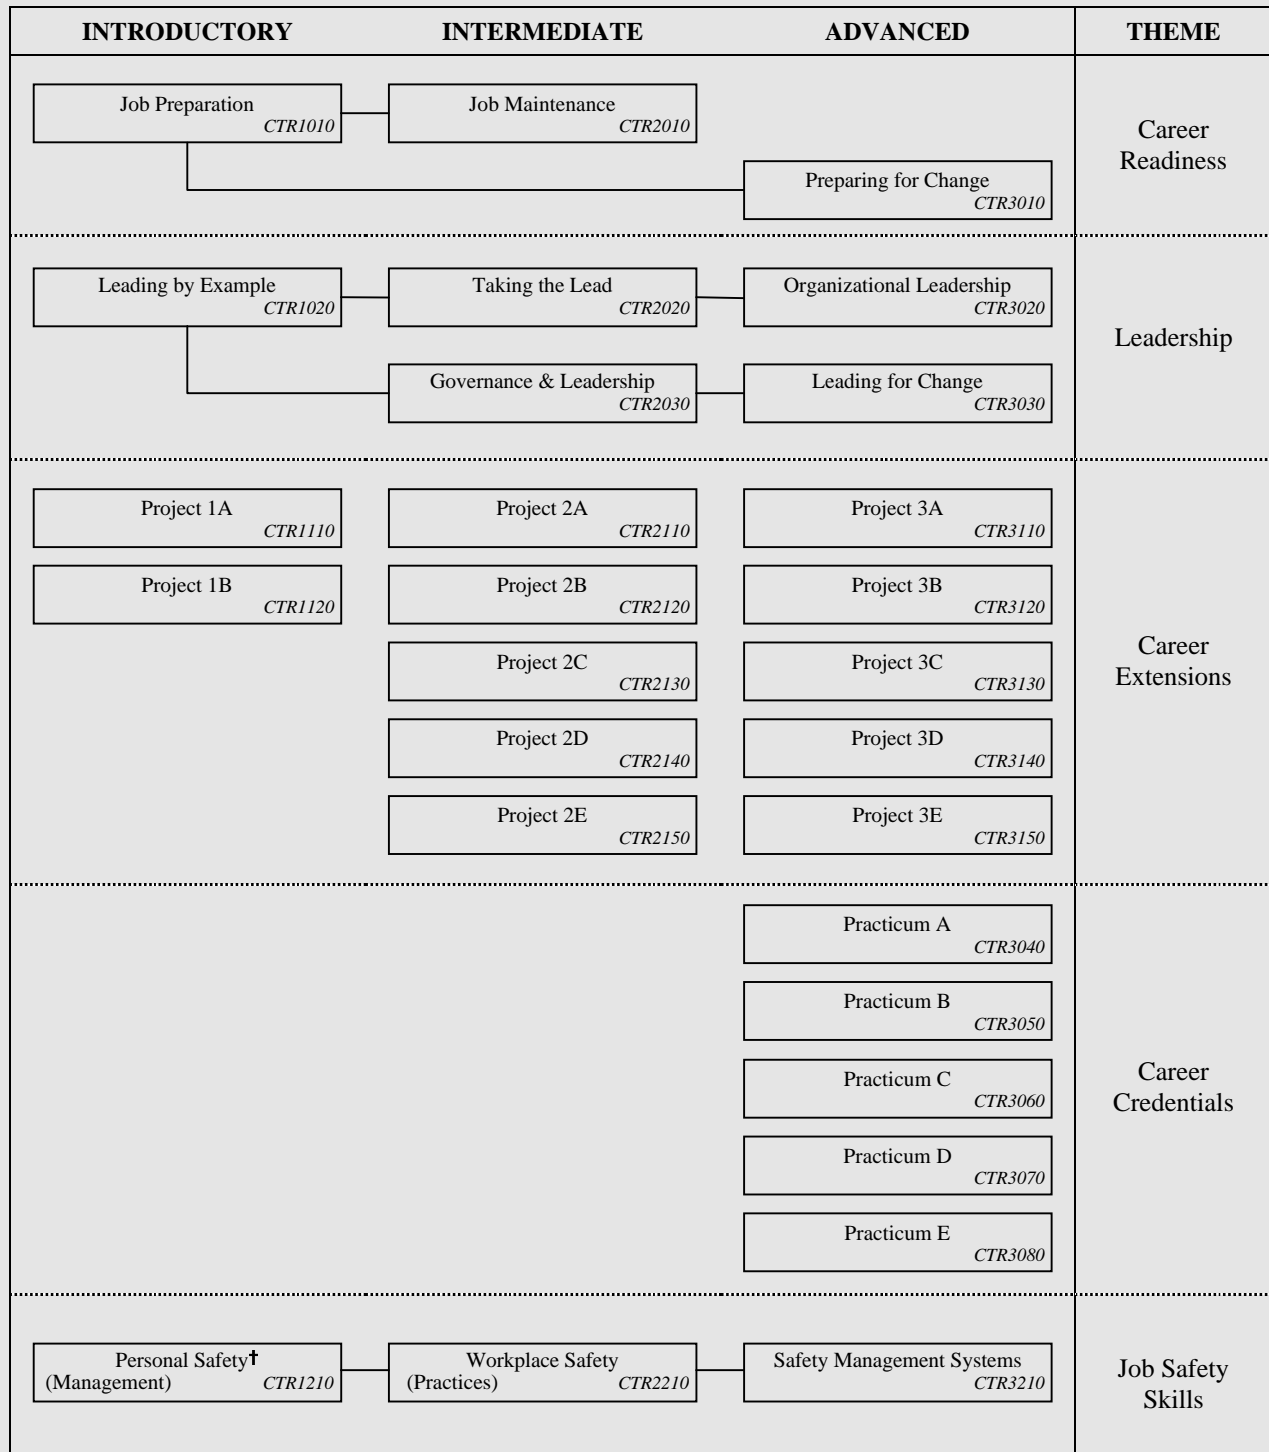 INTRODUCTORY INTERMEDIATE ADVANCED THEME
Job Preparation
CTR1010
Job Maintenance
CTR2010
Preparing for Change
CTR3010
Career
Readiness
Leading by Example
CTR1020
Taking the Lead
CTR2020
Organizational Leadership
CTR3020
Governance & Leadership
CTR2030
Leading for Change
CTR3030
Leadership
Project 1A
CTR1110
Project 2A
CTR2110
Project 3A
CTR3110
Project 1B
CTR1120
Project 2B
CTR2120
Project 3B
CTR3120
Project 2C
CTR2130
Project 3C
CTR3130
Project 2D
CTR2140
Project 3D
CTR3140
Project 2E
CTR2150
Project 3E
CTR3150
Career
Extensions
Practicum A
CTR3040
Practicum B
CTR3050
Practicum C
CTR3060
Practicum D
CTR3070
Practicum E
CTR3080
Career
Credentials
Personal Safety†
(Management) CTR1210
Workplace Safety
(Practices) CTR2210
Safety Management Systems
CTR3210
Job Safety
Skills